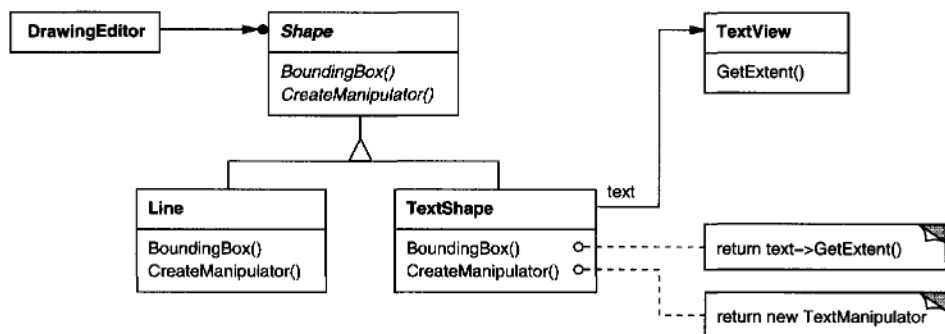 DrawingEditor
Shape
BoundingBox()
CreateManipulator()
TextView
GetExtent()
Line
BoundingBox()
CreateManipulator()
TextShape
BoundingBox()
CreateManipulator()
text
return text–>GetExtent()
return new TextManipulator